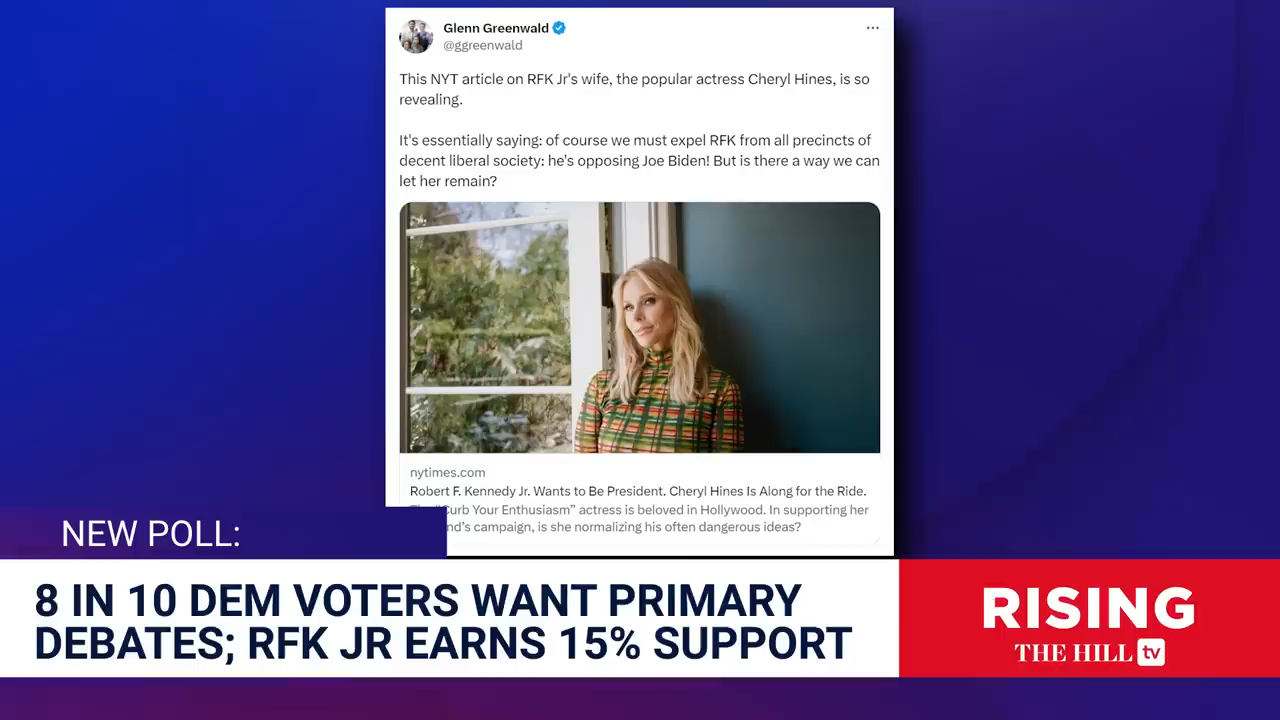 Glenn Greenwald
@ggreenwald
This NYT article on RFK Jr's wife, the popular actress Cheryl Hines, is so
revealing.
It's essentially saying: of course we must expel RFK from all precincts of
decent liberal society: he's opposing Joe Biden! But is there a way we can
let her remain?
nytimes.com
Robert F. Kennedy Jr. Wants to Be President. Cheryl Hines Is Along for the Ride.
The “Curb Your Enthusiasm” actress is beloved in Hollywood. In supporting her
nd's campaign, is she normalizing his often dangerous ideas?
NEW POLL:
8 IN 10 DEM VOTERS WANT PRIMARY
DEBATES; RFK JR EARNS 15% SUPPORT
RISING
THE HILL tv